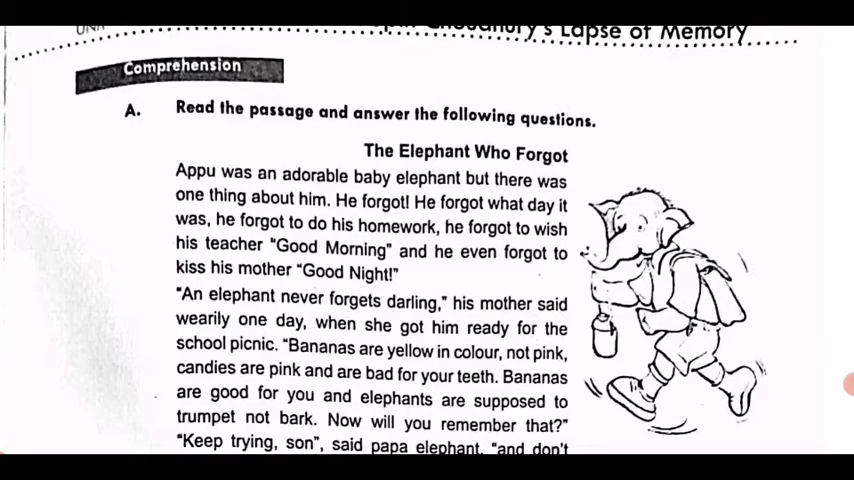 UNIT
Choudhury's Lapse of Memory
Comprehension
A. Read the passage and answer the following questions.
The Elephant Who Forgot
Appu was an adorable baby elephant but there was
one thing about him. He forgot! He forgot what day it
was, he forgot to do his homework, he forgot to wish
his teacher "Good Morning" and he even forgot to
kiss his mother "Good Night!"
"An elephant never forgets darling," his mother said
wearily one day, when she got him ready for the
school picnic. "Bananas are yellow in colour, not pink,
candies are pink and are bad for your teeth. Bananas
are good for you and elephants are supposed to
trumpet not bark. Now will you remember that?"
"Keep trying, son", said papa elephant, "and don't